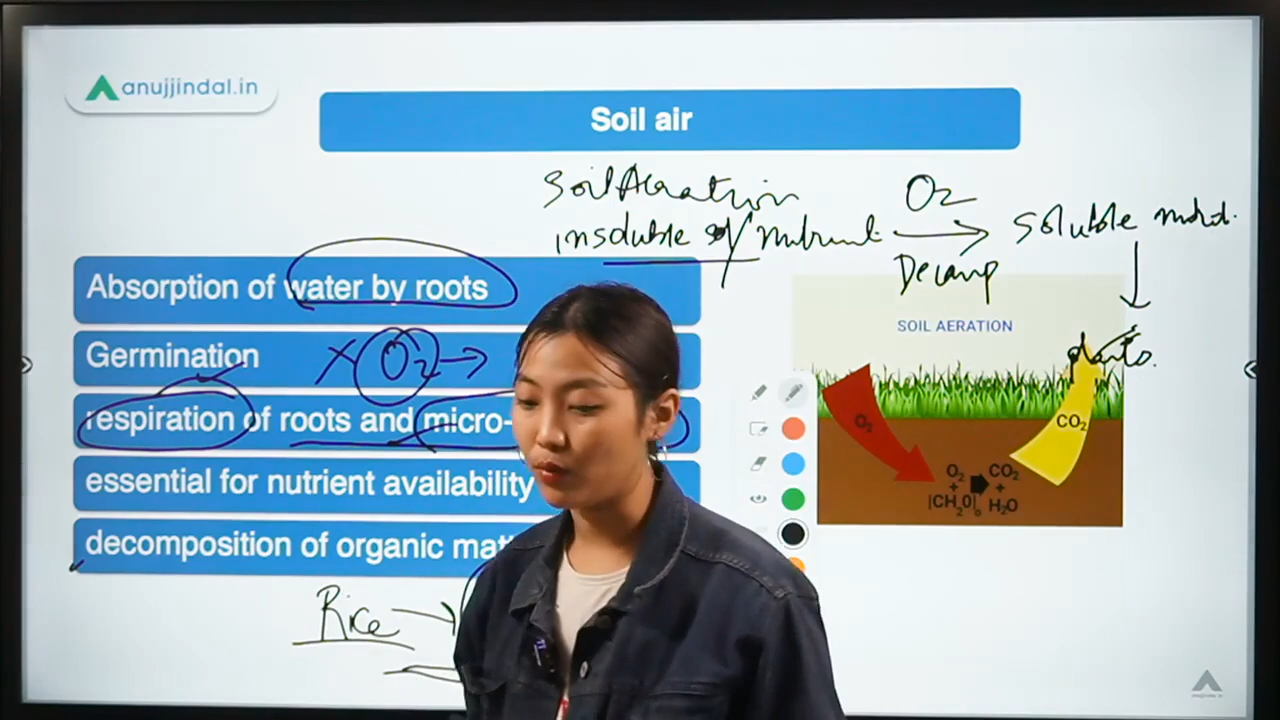 anujjindal.in
Soil air
Soil Aeration
O2
insoluble nutrient → soluble nutrient
Decomp
plants.
Absorption of water by roots
Germination
X O2 →
respiration of roots and micro-
essential for nutrient availability
decomposition of organic mat
Rice →
SOIL AERATION
O2
CO2
O2 CO2
+ +
|CH2O|
H2O